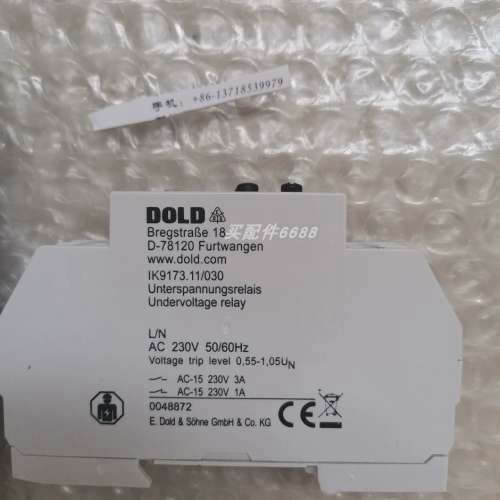 手机: +86-13718539979
DOLD
Bregstraße 18
买配件6688
D-78120 Furtwangen
www.dold.com
IK9173.11/030
Unterspannungsrelais
Undervoltage relay
L/N
AC 230V 50/60Hz
Voltage trip level 0,55-1,05UN
AC-15 230V 3A
AC-15 230V 1A
0048872
E. Dold & Söhne GmbH & Co. KG
CE